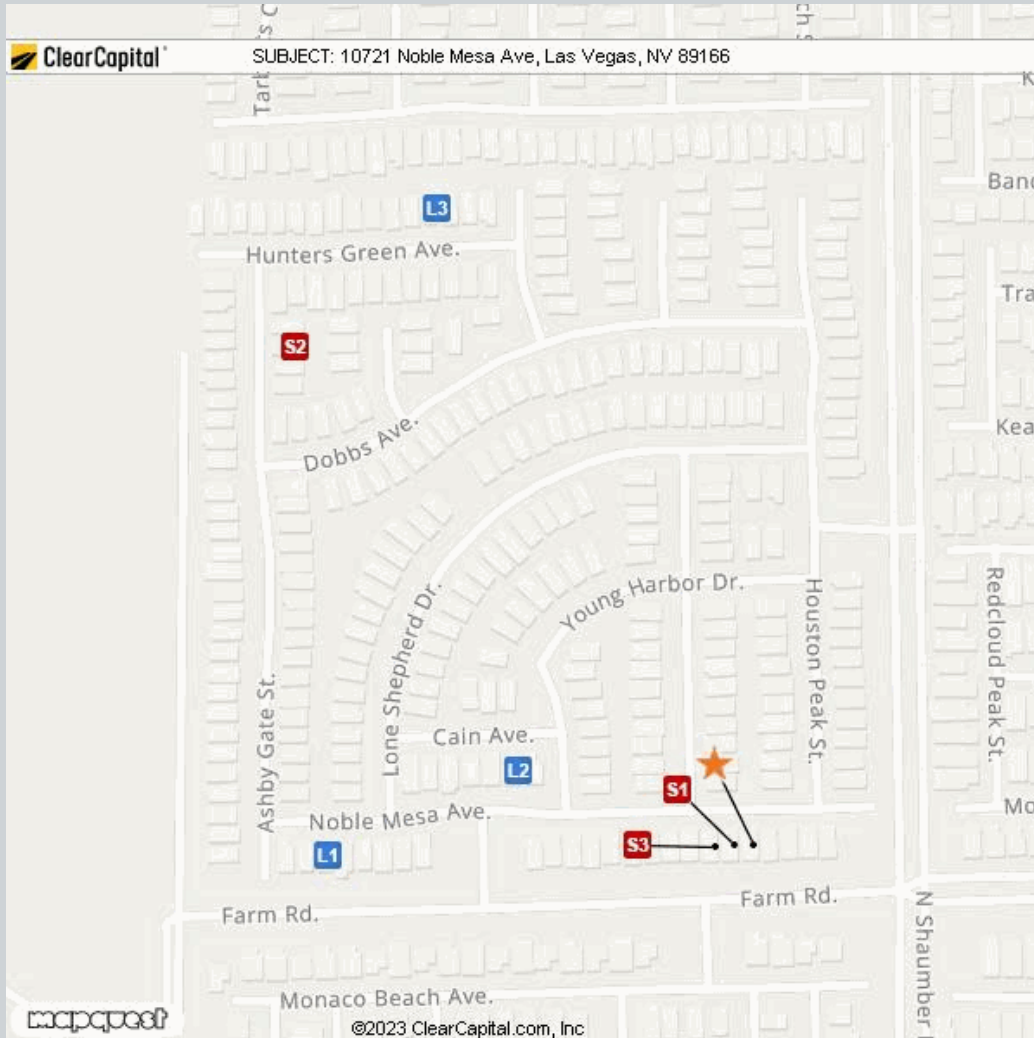 ClearCapital
SUBJECT: 10721 Noble Mesa Ave, Las Vegas, NV 89166
L3
Hunters Green Ave.
S2
Dobbs Ave.
Young Harbor Dr.
Lone Shepherd Dr.
Houston Peak St.
Redcloud Peak St.
Ashby Gate St.
Cain Ave.
L2
S1
Noble Mesa Ave.
L1
S3
Farm Rd.
Farm Rd.
N Shaumber
Monaco Beach Ave.
mapquest
©2023 ClearCapital.com, Inc